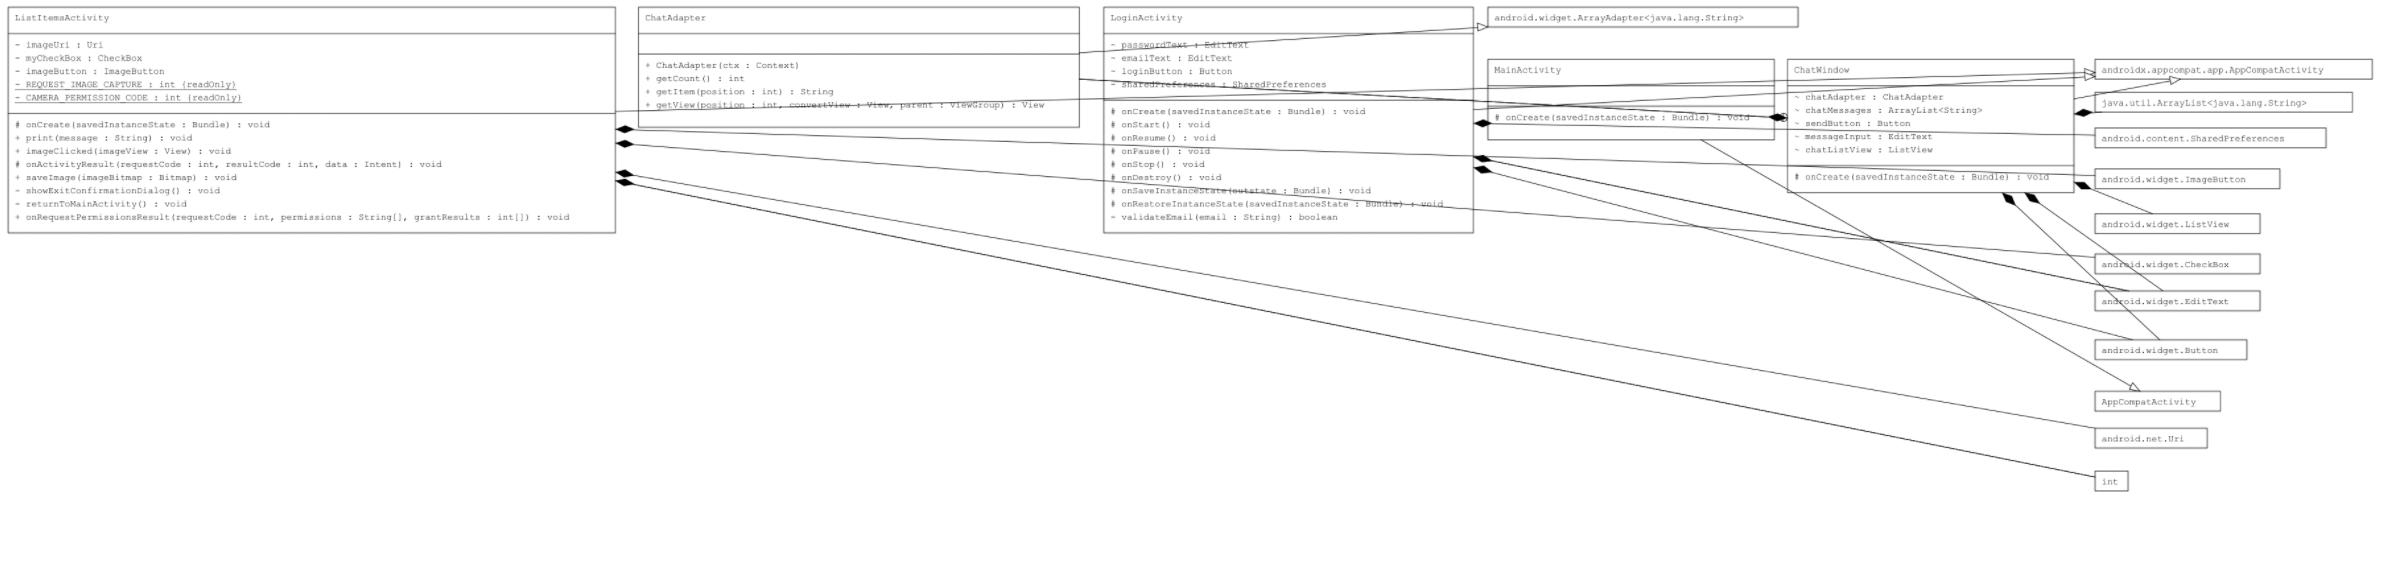 ListItemsActivity
- imageUri : Uri
- myCheckBox : CheckBox
- imageButton : ImageButton
- REQUEST_IMAGE_CAPTURE : int {readOnly}
- CAMERA_PERMISSION_CODE : int {readOnly}
# onCreate(savedInstanceState : Bundle) : void
+ print(message : String) : void
+ imageClicked(imageView : View) : void
# onActivityResult(requestCode : int, resultCode : int, data : Intent) : void
+ saveImage(imageBitmap : Bitmap) : void
- showExitConfirmationDialog() : void
- returnToMainActivity() : void
+ onRequestPermissionsResult(requestCode : int, permissions : String[], grantResults : int[]) : void
ChatAdapter
+ ChatAdapter(ctx : Context)
+ getCount() : int
+ getItem(position : int) : String
+ getView(position : int, convertView : View, parent : ViewGroup) : View
LoginActivity
~ passwordText : EditText
~ emailText : EditText
~ loginButton : Button
~ sharedPreferences : SharedPreferences
# onCreate(savedInstanceState : Bundle) : void
# onStart() : void
# onResume() : void
# onPause() : void
# onStop() : void
# onDestroy() : void
# onSaveInstanceState(outstate : Bundle) : void
# onRestoreInstanceState(savedInstanceState : Bundle) : void
- validateEmail(email : String) : boolean
android.widget.ArrayAdapter<java.lang.String>
MainActivity
# onCreate(savedInstanceState : Bundle) : void
ChatWindow
~ chatAdapter : ChatAdapter
~ chatMessages : ArrayList<String>
~ sendButton : Button
~ messageInput : EditText
~ chatListView : ListView
# onCreate(savedInstanceState : Bundle) : void
androidx.appcompat.app.AppCompatActivity
java.util.ArrayList<java.lang.String>
android.content.SharedPreferences
android.widget.ImageButton
android.widget.ListView
android.widget.CheckBox
android.widget.EditText
android.widget.Button
AppCompatActivity
android.net.Uri
int